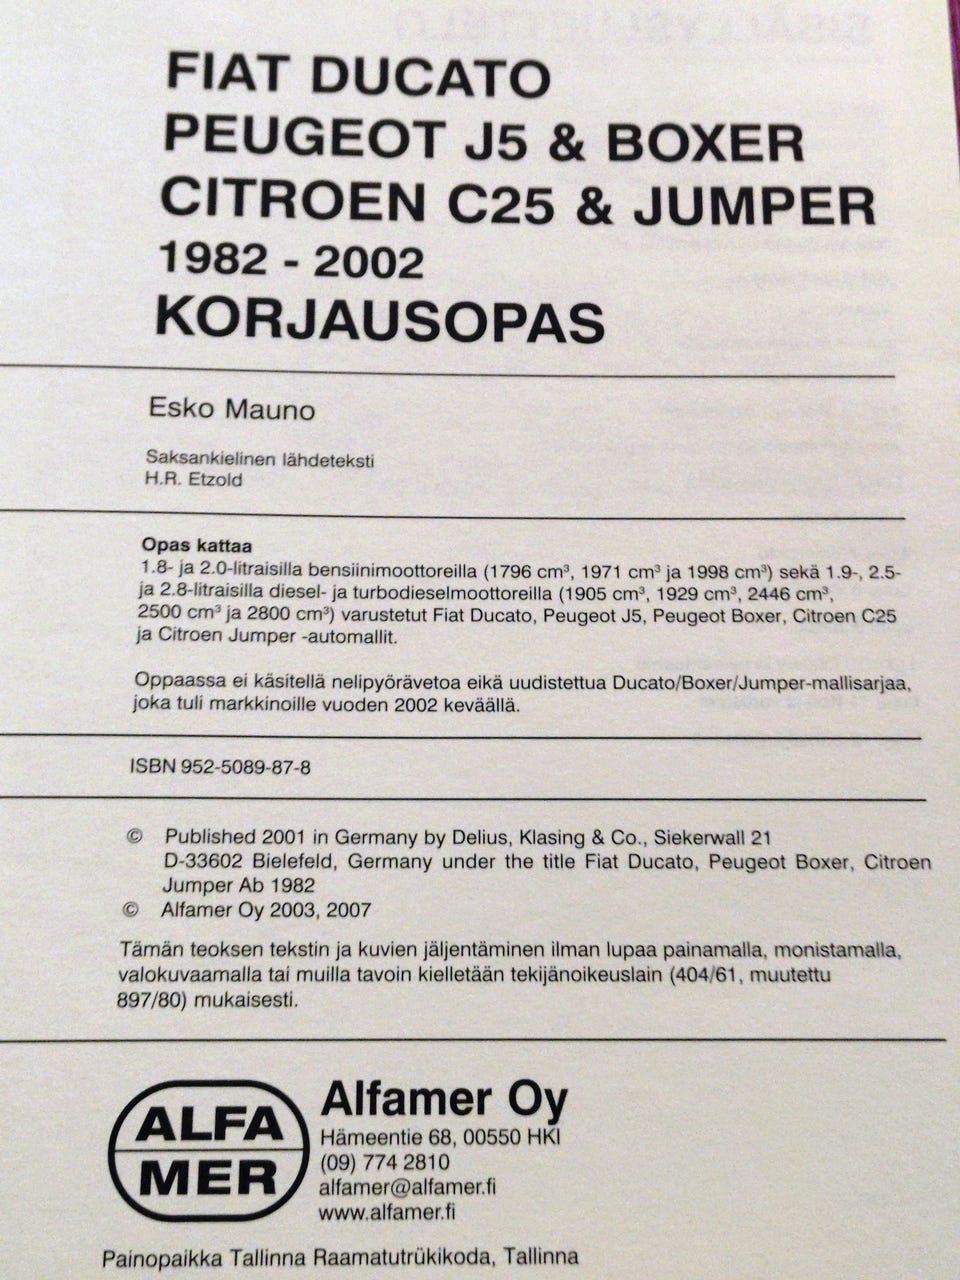 FIAT DUCATO
PEUGEOT J5 & BOXER
CITROEN C25 & JUMPER
1982 - 2002
KORJAUSOPAS
Esko Mauno
Saksankielinen lähdeteksti
H.R. Etzold
Opas kattaa
1.8- ja 2.0-litraisilla bensiinimoottoreilla (1796 cm³, 1971 cm³ ja 1998 cm³) sekä 1.9-, 2.5-
ja 2.8-litraisilla diesel- ja turbodieselmoottoreilla (1905 cm³, 1929 cm³, 2446 cm³,
2500 cm³ ja 2800 cm³) varustetut Fiat Ducato, Peugeot J5, Peugeot Boxer, Citroen C25
ja Citroen Jumper -automallit.
Oppaassa ei käsitellä nelipyörävetoa eikä uudistettua Ducato/Boxer/Jumper-mallisarjaa,
joka tuli markkinoille vuoden 2002 keväällä.
ISBN 952-5089-87-8
© Published 2001 in Germany by Delius, Klasing & Co., Siekerwall 21
D-33602 Bielefeld, Germany under the title Fiat Ducato, Peugeot Boxer, Citroen
Jumper Ab 1982
© Alfamer Oy 2003, 2007
Tämän teoksen tekstin ja kuvien jäljentäminen ilman lupaa painamalla, monistamalla,
valokuvaamalla tai muilla tavoin kielletään tekijänoikeuslain (404/61, muutettu
897/80) mukaisesti.
ALFA
MER
Alfamer Oy
Hämeentie 68, 00550 HKI
(09) 774 2810
alfamer@alfamer.fi
www.alfamer.fi
Painopaikka Tallinna Raamatutrükikoda, Tallinna